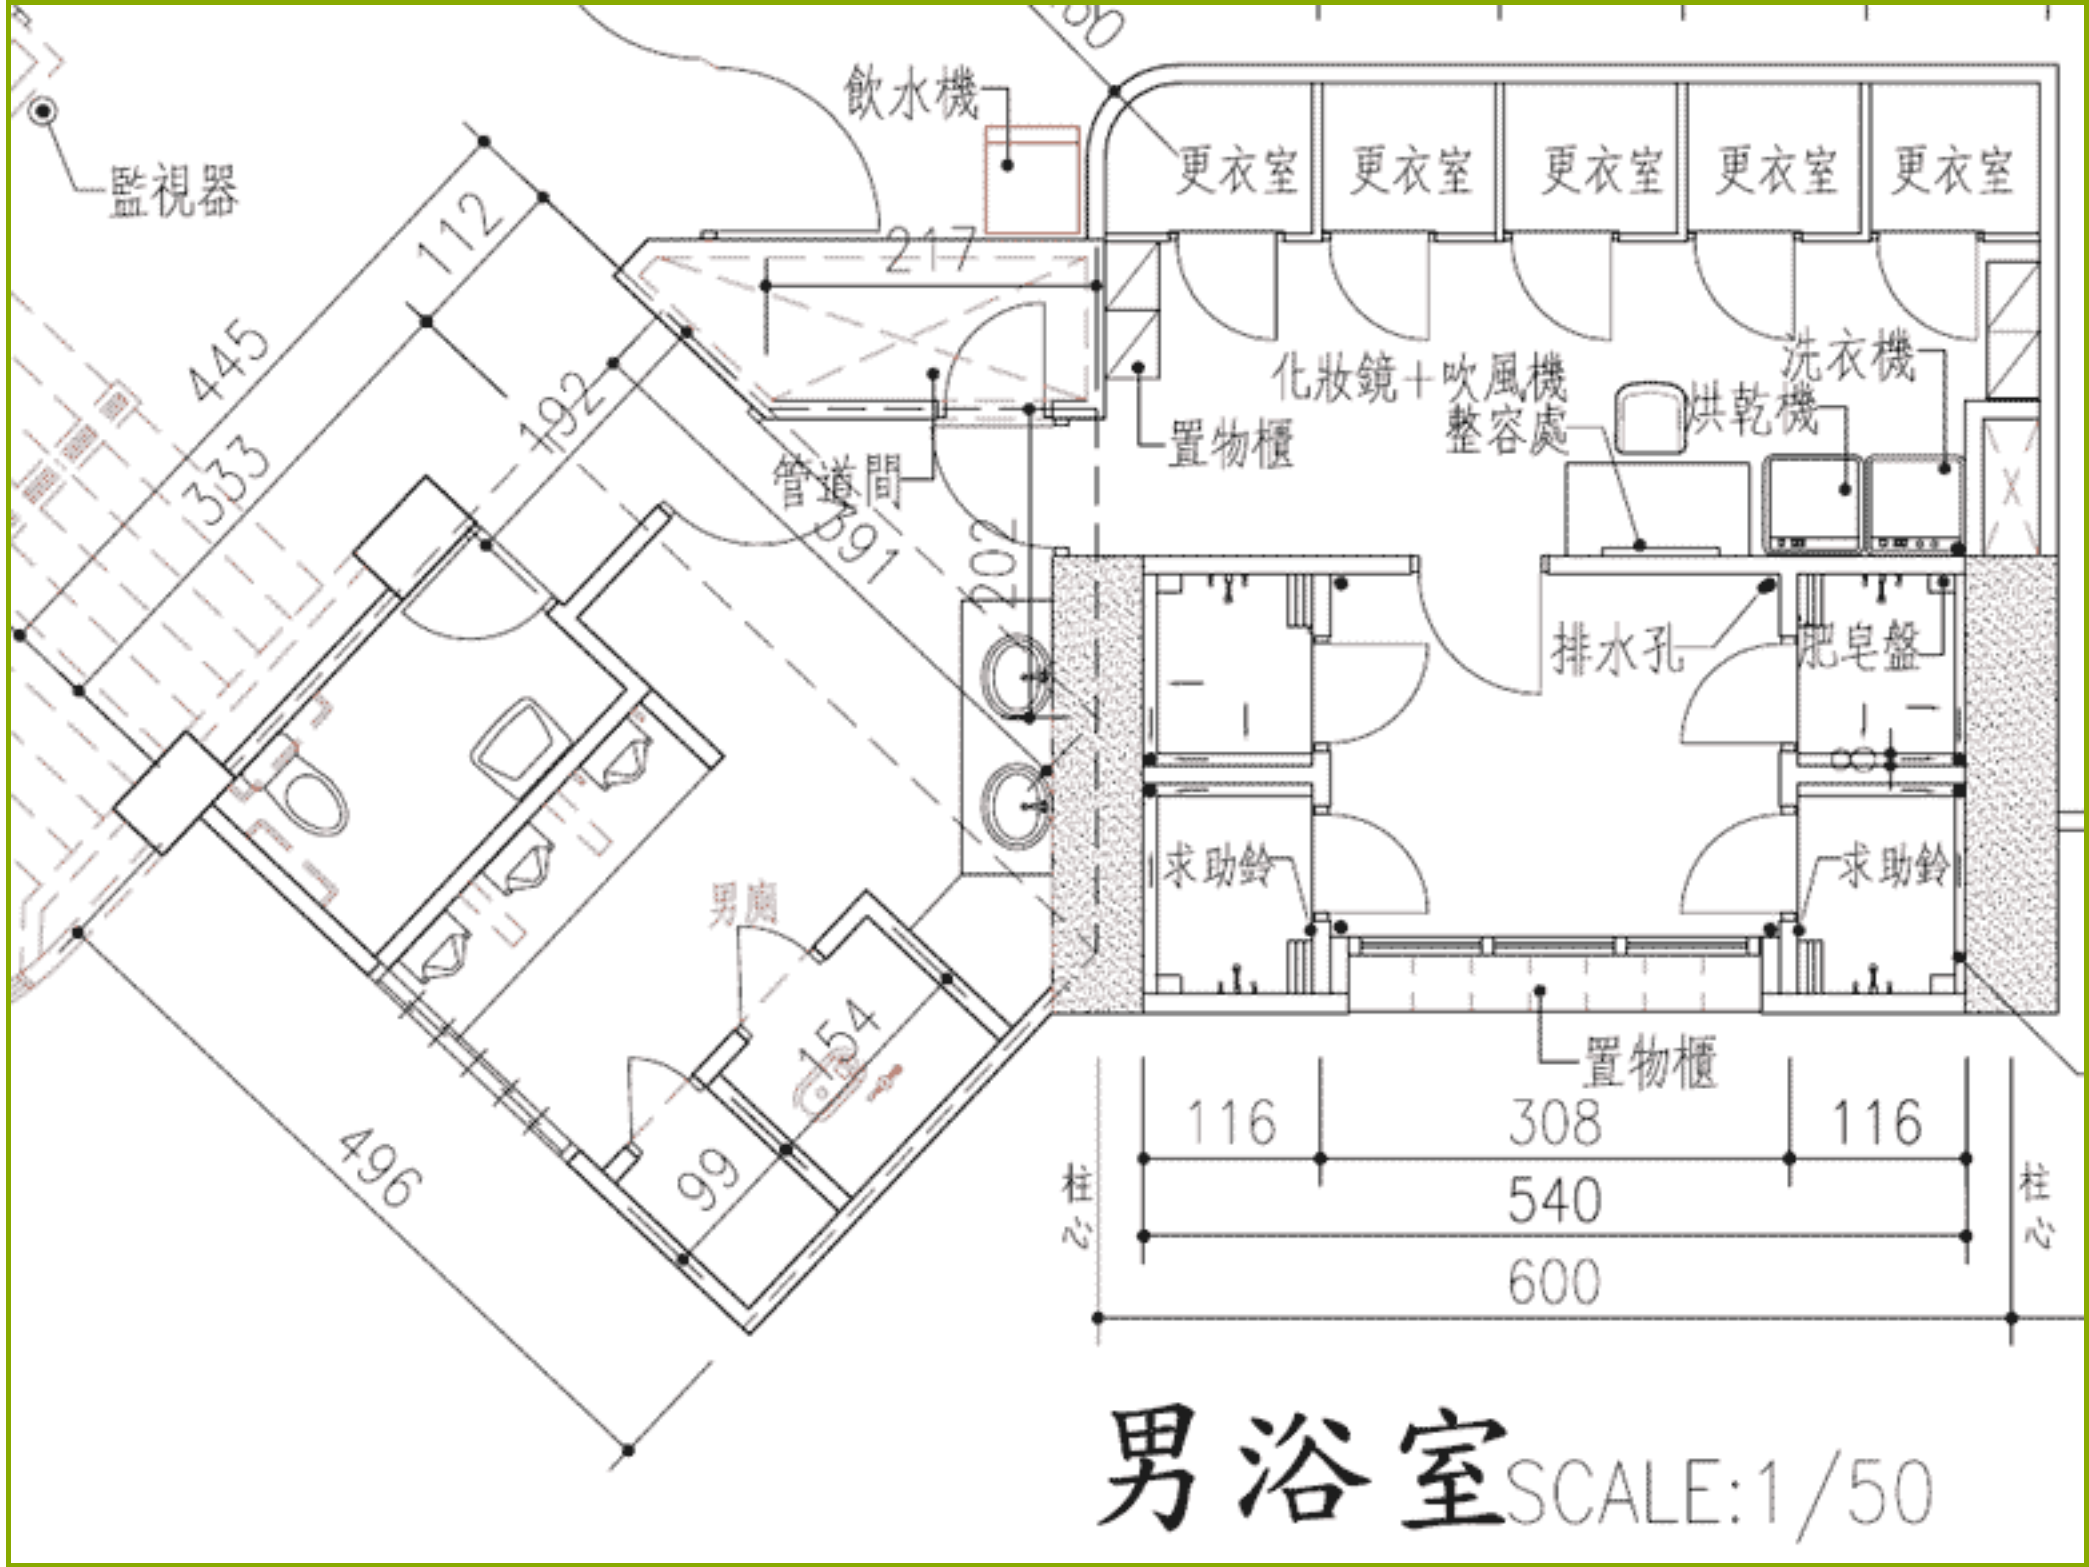 飲水機
監視器
更衣室
更衣室
更衣室
更衣室
更衣室
112
217
445
333
192
391
202
管道間
置物櫃
化妝鏡+吹風機
整容處
烘乾機
洗衣機
排水孔
肥皂盤
求助鈴
求助鈴
男廁
154
99
496
置物櫃
116
308
116
540
600
柱心
柱心
男浴室SCALE:1/50